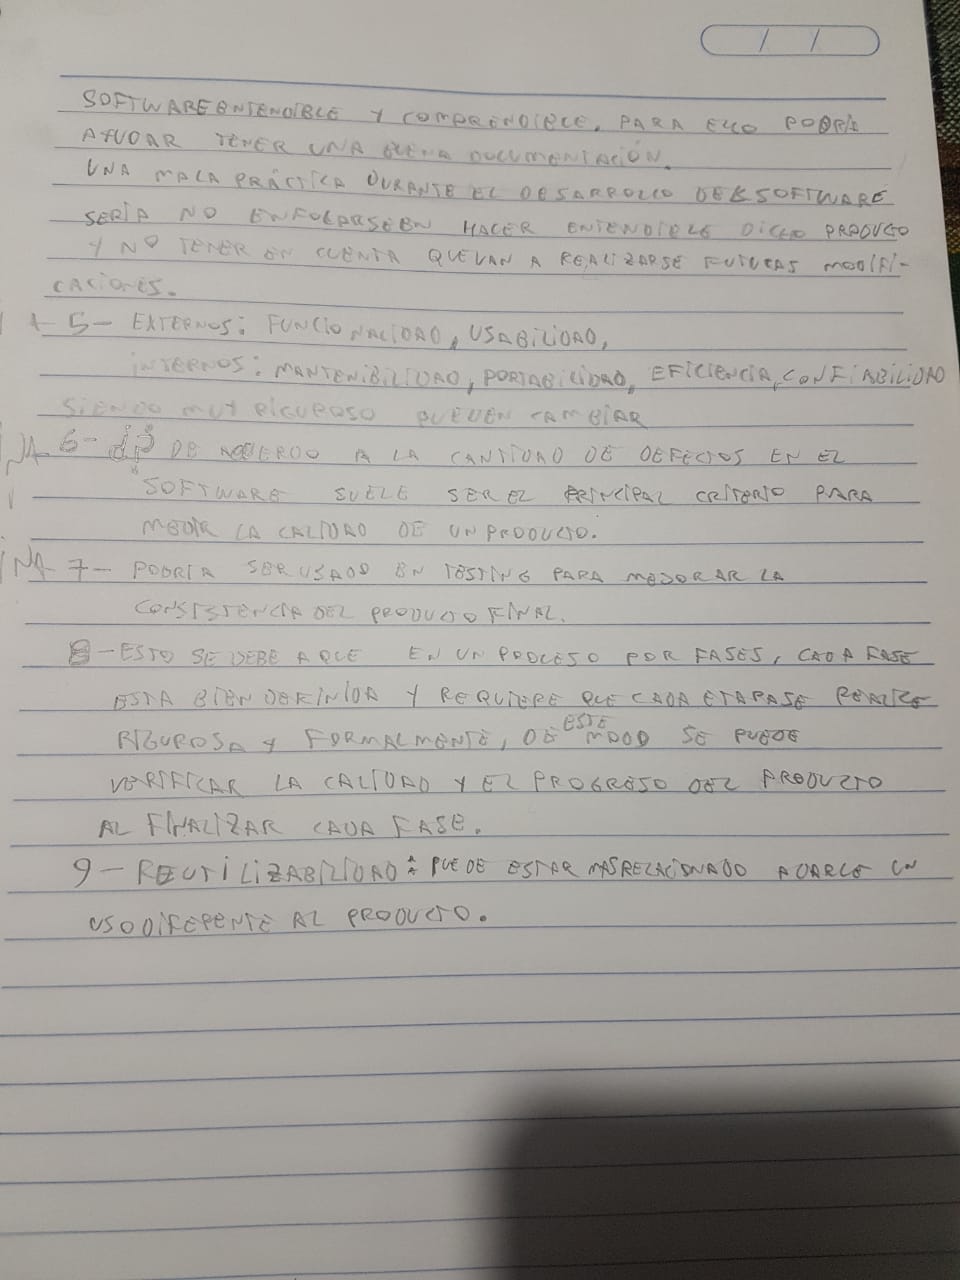 SOFTWARE ENTENDIBLE Y COMPRENDIBLE, PARA ELLO PODRIA
AYUDAR TENER UNA BUENA DOCUMENTACIÓN.
UNA MALA PRÁCTICA DURANTE EL DESARROLLO DEL SOFTWARE
SERÍA NO ENFOCARSE EN HACER ENTENDIBLE DICHO PRODUCTO
Y NO TENER EN CUENTA QUE VAN A REALIZARSE FUTURAS MODIFI-
CACIONES.
5- EXTERNOS: FUNCIONALIDAD, USABILIDAD,
INTERNOS: MANTENIBILIDAD, PORTABILIDAD, EFICIENCIA, CONFIABILIDAD
SIENDO MUY RIGUROSO PUEDEN CAMBIAR
6- DE ACUERDO A LA CANTIDAD DE DEFECTOS EN EL
SOFTWARE SUELE SER EL PRINCIPAL CRITERIO PARA
MEDIR LA CALIDAD DE UN PRODUCTO.
7- PODRIA SER USADO EN TESTING PARA MEJORAR LA
CONSISTENCIA DEL PRODUCTO FINAL.
8- ESTO SE DEBE A QUE EN UN PROCESO POR FASES, CADA FASE
ESTA BIEN DEFINIDA Y REQUIERE QUE CADA ETAPA SE REALICE
RIGUROSA Y FORMALMENTE, DE ESTE MODO SE PUEDE
VERIFICAR LA CALIDAD Y EL PROGRESO DEL PRODUCTO
AL FINALIZAR CADA FASE.
9- REUTILIZABILIDAD: PUEDE ESTAR MAS RELACIONADO A DARLE UN
USO DIFERENTE AL PRODUCTO.